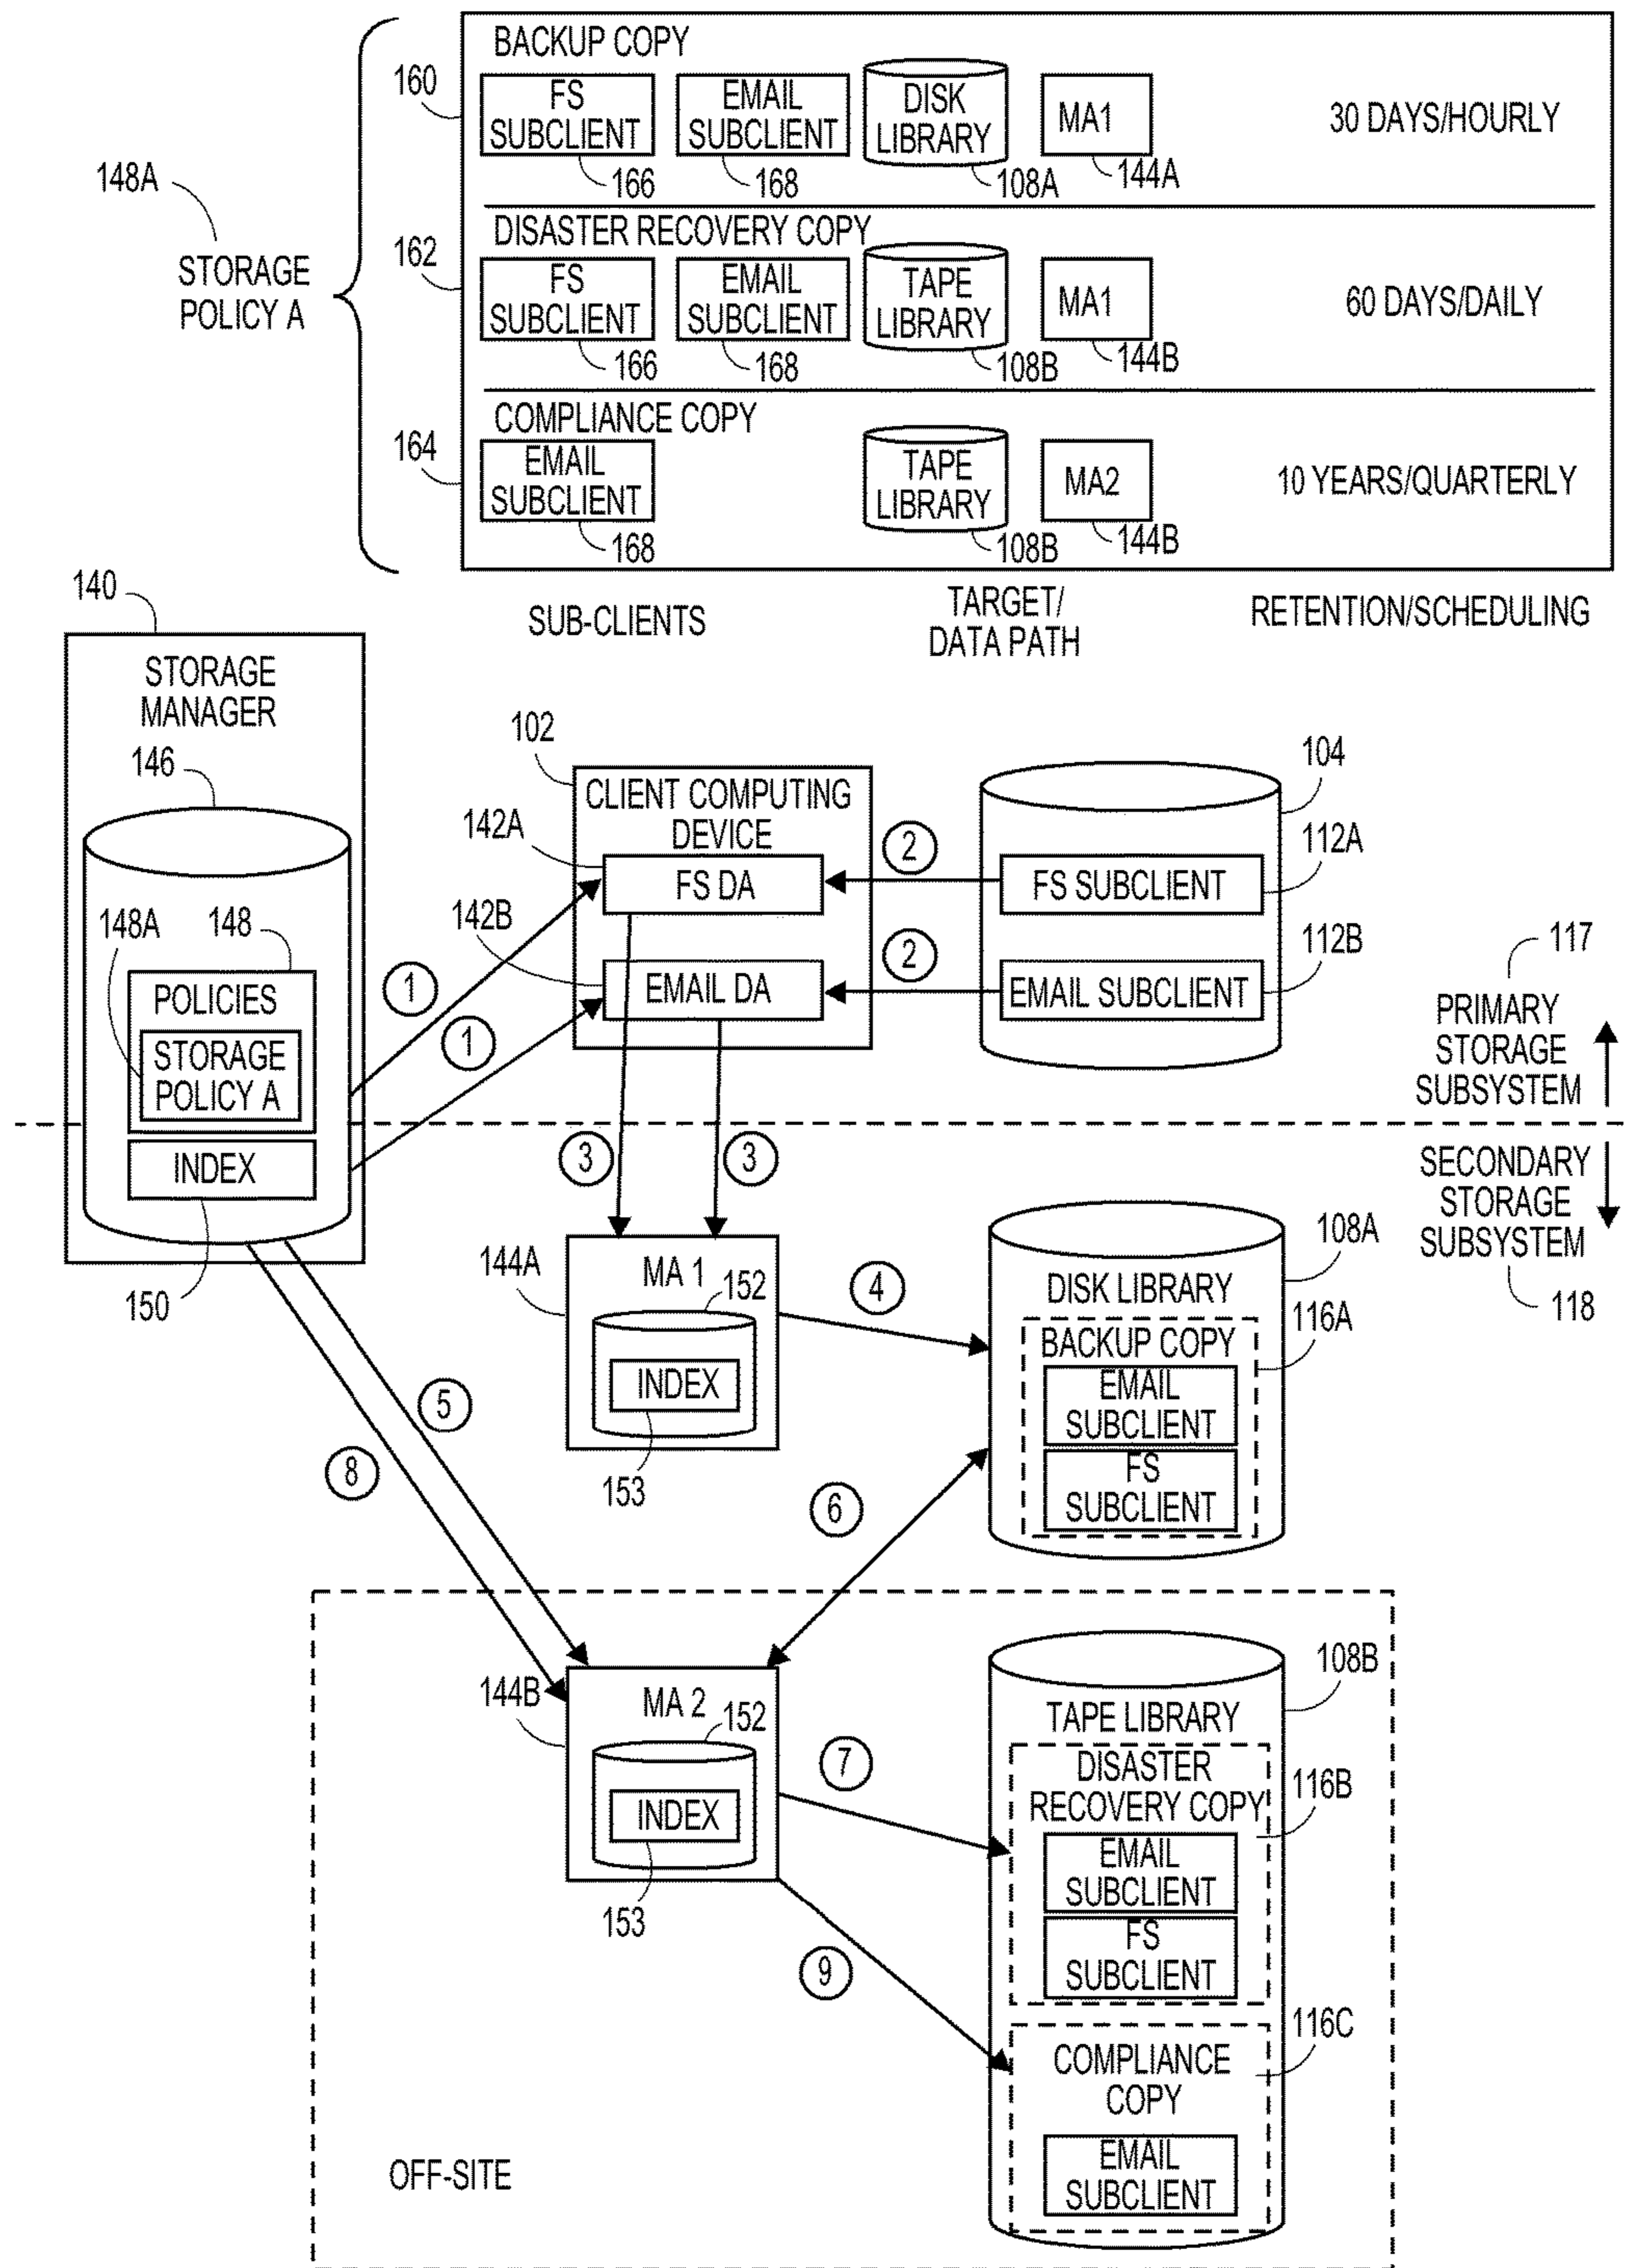 BACKUP COPY
160
FS
SUBCLIENT
166
EMAIL
SUBCLIENT
168
DISK
LIBRARY
108A
MA1
144A
30 DAYS/HOURLY
148A
STORAGE
POLICY A
DISASTER RECOVERY COPY
162
FS
SUBCLIENT
166
EMAIL
SUBCLIENT
168
TAPE
LIBRARY
108B
MA1
144B
60 DAYS/DAILY
COMPLIANCE COPY
164
EMAIL
SUBCLIENT
168
TAPE
LIBRARY
108B
MA2
144B
10 YEARS/QUARTERLY
SUB-CLIENTS
TARGET/
DATA PATH
RETENTION/SCHEDULING
140
STORAGE
MANAGER
146
148A
148
POLICIES
STORAGE
POLICY A
INDEX
150
102
CLIENT COMPUTING
DEVICE
142A
FS DA
142B
EMAIL DA
1
1
2
2
104
FS SUBCLIENT
112A
EMAIL SUBCLIENT
112B
117
PRIMARY
STORAGE
SUBSYSTEM
SECONDARY
STORAGE
SUBSYSTEM
118
3
3
144A
MA 1
152
INDEX
153
4
108A
DISK LIBRARY
BACKUP COPY
116A
EMAIL
SUBCLIENT
FS
SUBCLIENT
5
8
6
144B
MA 2
152
INDEX
153
7
9
108B
TAPE LIBRARY
DISASTER
RECOVERY COPY
116B
EMAIL
SUBCLIENT
FS
SUBCLIENT
116C
COMPLIANCE
COPY
EMAIL
SUBCLIENT
OFF-SITE